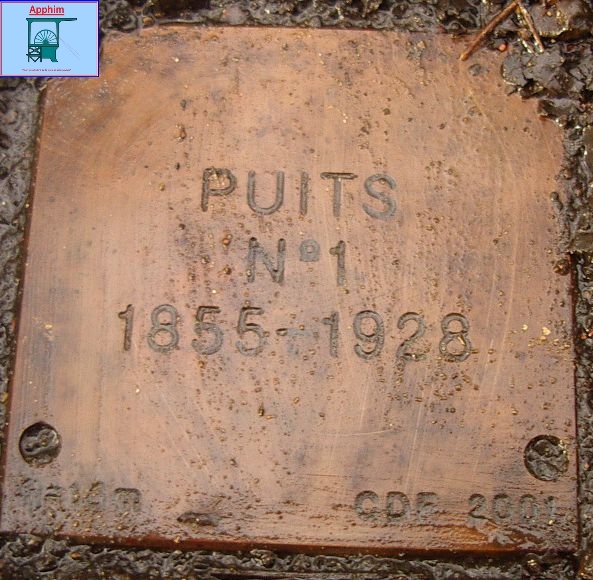 Apphim
PUITS
N°1
1855-1928
CDF 2001